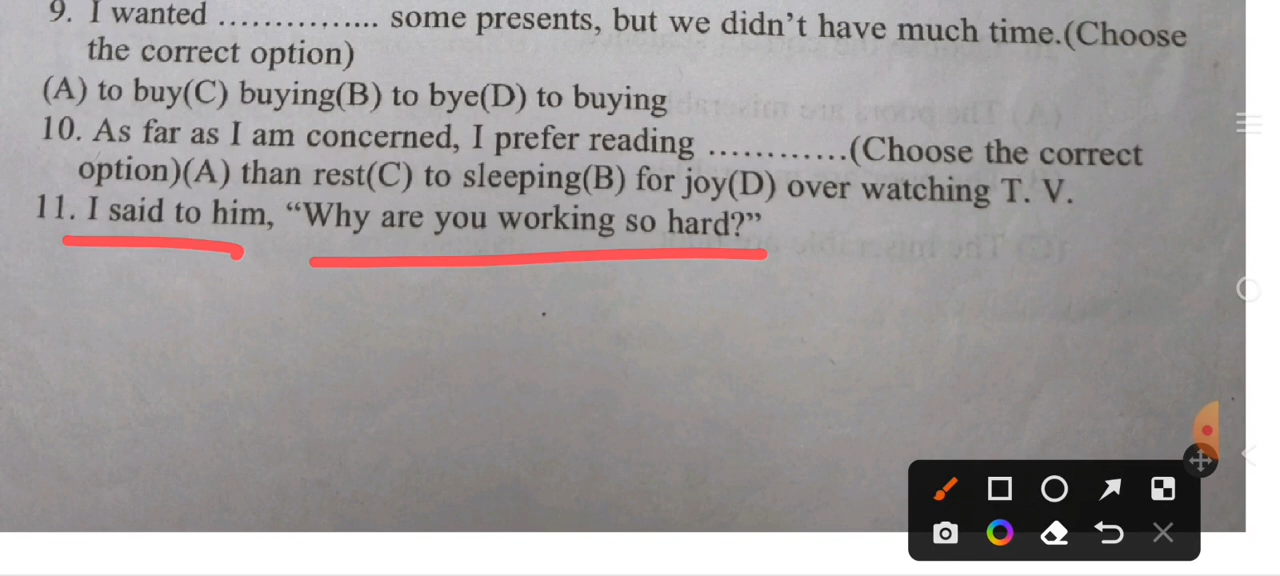 9. I wanted ............... some presents, but we didn't have much time.(Choose
the correct option)
(A) to buy(C) buying(B) to bye(D) to buying
10. As far as I am concerned, I prefer reading ............(Choose the correct
option)(A) than rest(C) to sleeping(B) for joy(D) over watching T. V.
11. I said to him, “Why are you working so hard?”